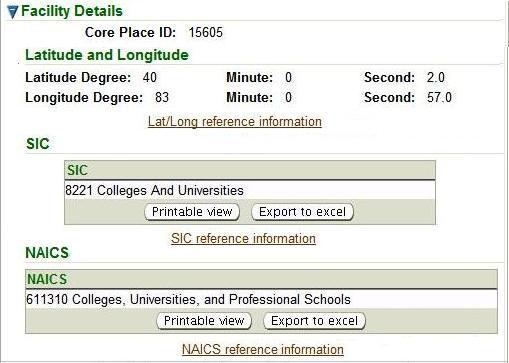 Facility Details
Core Place ID: 15605
Latitude and Longitude
Latitude Degree: 40 Minute: 0 Second: 2.0
Longitude Degree: 83 Minute: 0 Second: 57.0
Lat/Long reference information
SIC
SIC
8221 Colleges And Universities
Printable view Export to excel
SIC reference information
NAICS
NAICS
611310 Colleges, Universities, and Professional Schools
Printable view Export to excel
NAICS reference information